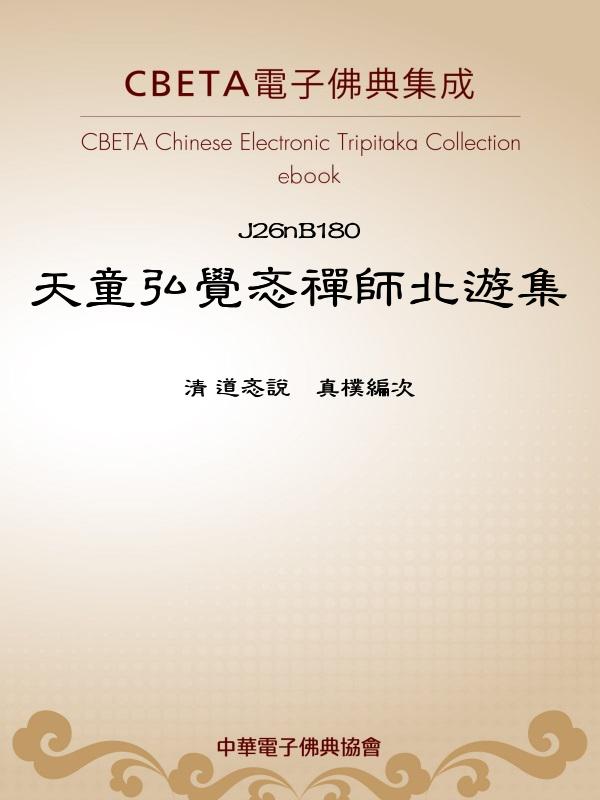 CBETA電子佛典集成
CBETA Chinese Electronic Tripitaka Collection
ebook
J26nB180
天童弘覺忞禪師北遊集
清 道忞說 真樸編次
中華電子佛典協會